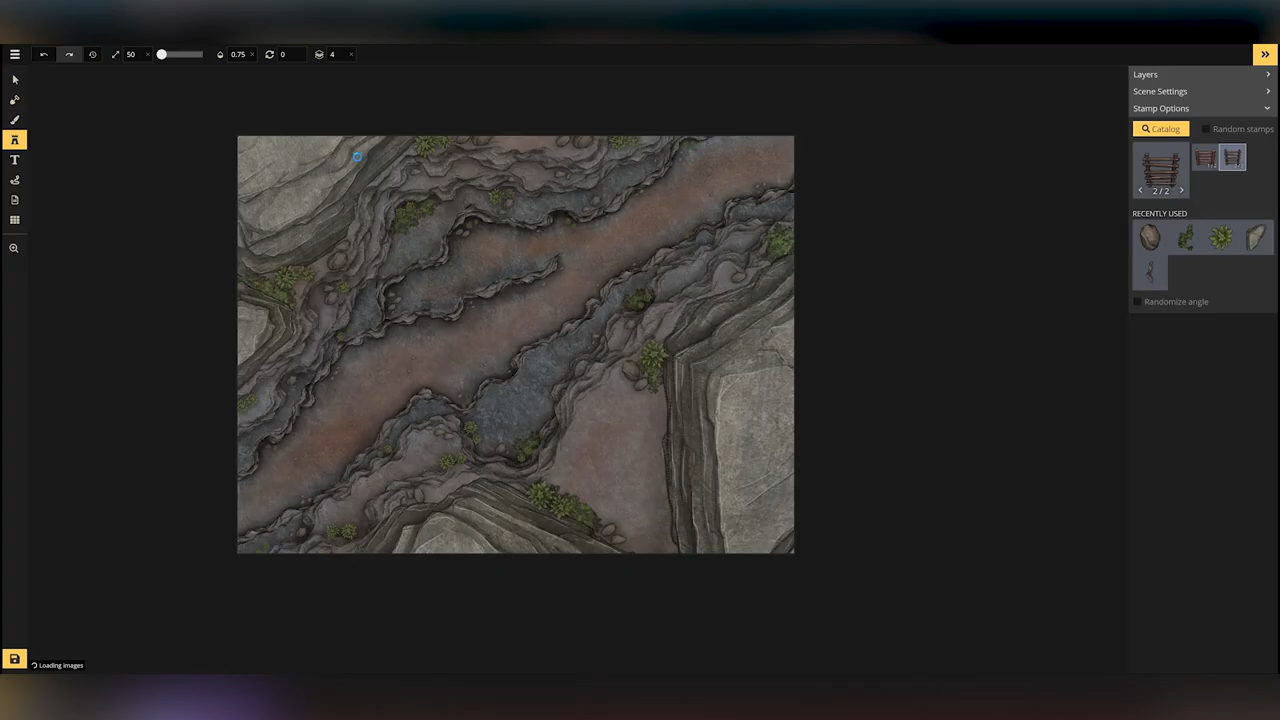 50
0.75
0
4
Layers
Scene Settings
Stamp Options
Catalog
Random stamps
2/2
RECENTLY USED
Randomize angle
Loading images